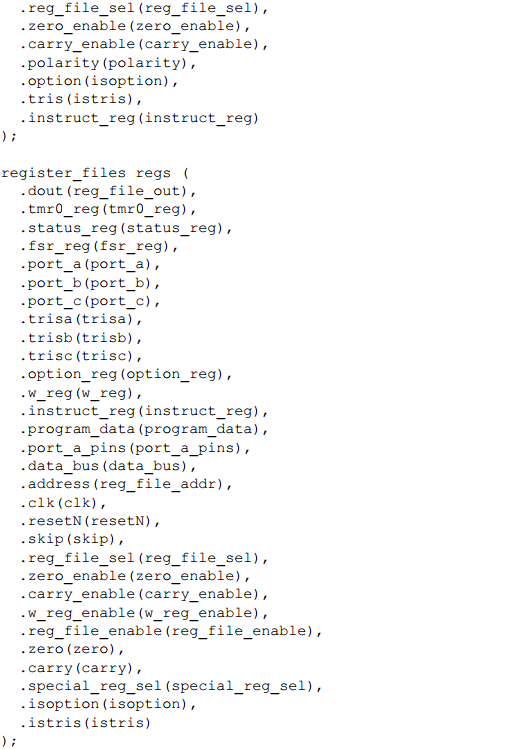 .reg_file_sel(reg_file_sel),
.zero_enable(zero_enable),
.carry_enable(carry_enable),
.polarity(polarity),
.option(isoption),
.tris(istris),
.instruct_reg(instruct_reg)
);
register_files regs (
.dout(reg_file_out),
.tmr0_reg(tmr0_reg),
.status_reg(status_reg),
.fsr_reg(fsr_reg),
.port_a(port_a),
.port_b(port_b),
.port_c(port_c),
.trisa(trisa),
.trisb(trisb),
.trisc(trisc),
.option_reg(option_reg),
.w_reg(w_reg),
.instruct_reg(instruct_reg),
.program_data(program_data),
.port_a_pins(port_a_pins),
.data_bus(data_bus),
.address(reg_file_addr),
.clk(clk),
.resetN(resetN),
.skip(skip),
.reg_file_sel(reg_file_sel),
.zero_enable(zero_enable),
.carry_enable(carry_enable),
.w_reg_enable(w_reg_enable),
.reg_file_enable(reg_file_enable),
.zero(zero),
.carry(carry),
.special_reg_sel(special_reg_sel),
.isoption(isoption),
.istris(istris)
);